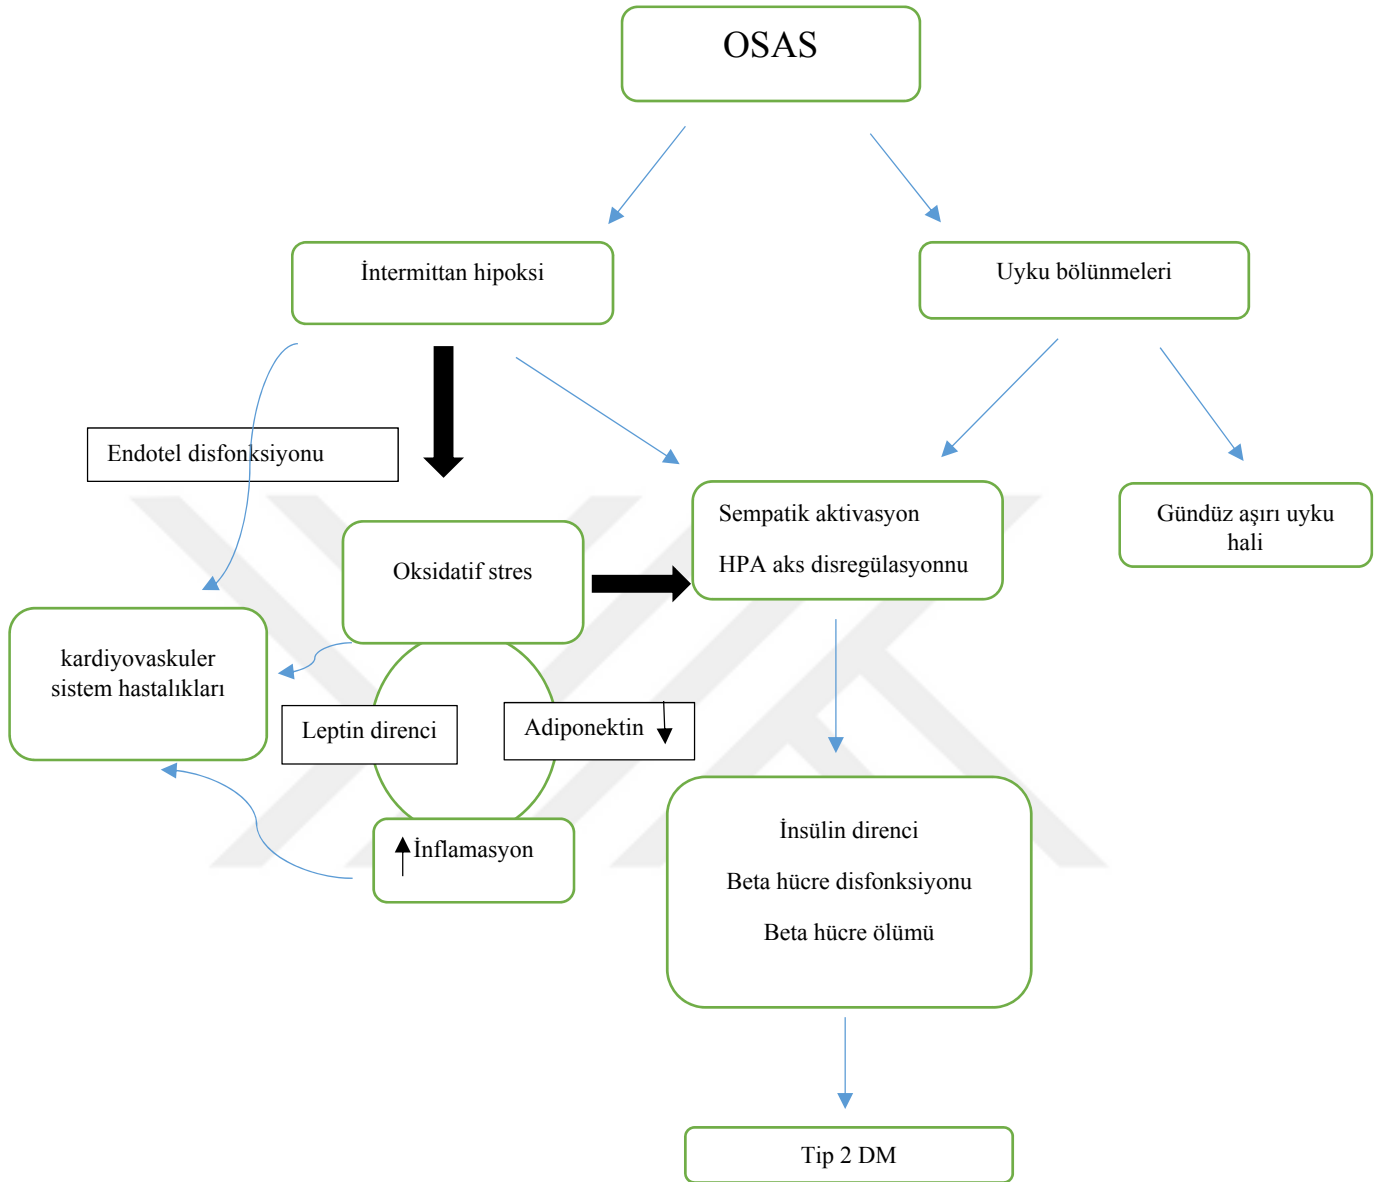 OSAS
İntermittan hipoksi
Uyku bölünmeleri
Endotel disfonksiyonu
Sempatik aktivasyon
HPA aks disregülasyonnu
Gündüz aşırı uyku
hali
Oksidatif stres
kardiyovaskuler
sistem hastalıkları
Leptin direnci
Adiponektin
İnflamasyon
İnsülin direnci
Beta hücre disfonksiyonu
Beta hücre ölümü
Tip 2 DM